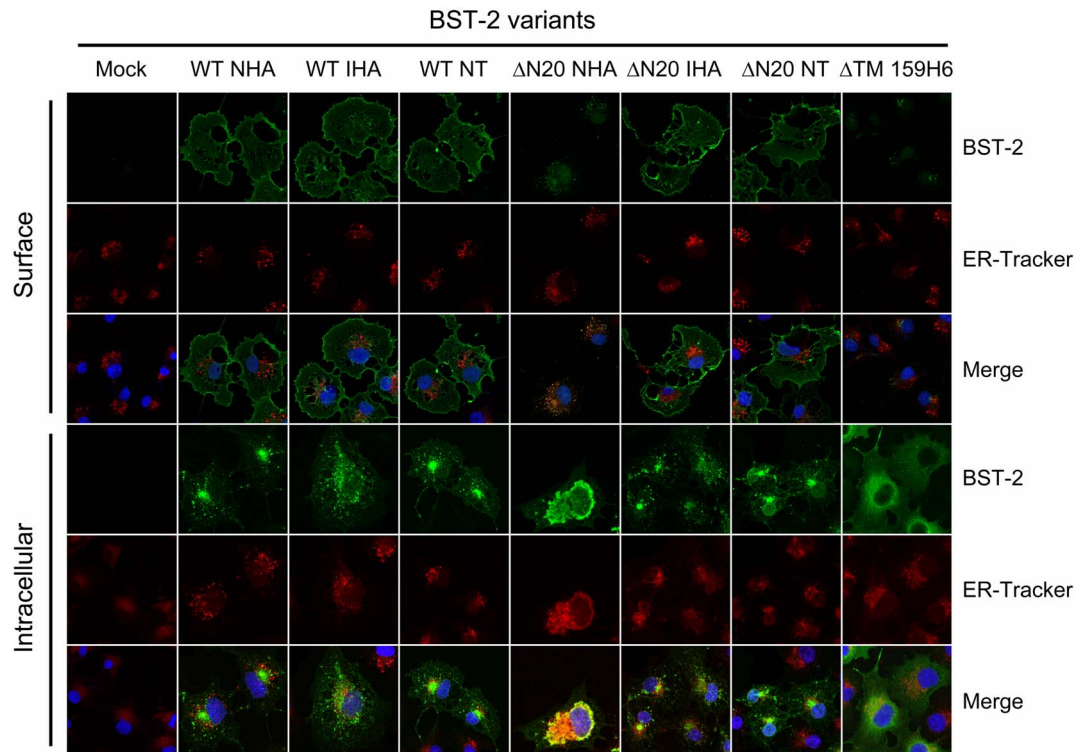 BST-2 variants
Mock WT NHA WT IHA WT NT ΔN20 NHA ΔN20 IHA ΔN20 NT ΔTM 159H6
Surface
BST-2
ER-Tracker
Merge
Intracellular
BST-2
ER-Tracker
Merge